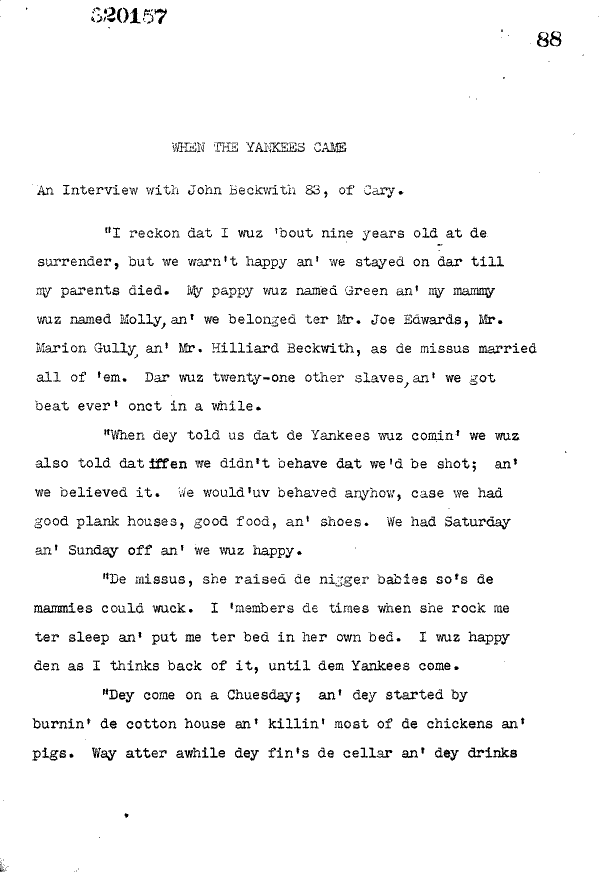 320157
88
WHEN THE YANKEES CAME
An Interview with John Beckwith 83, of Cary.
"I reckon dat I wuz 'bout nine years old at de
surrender, but we warn't happy an' we stayed on dar till
my parents died. My pappy wuz named Green an' my mammy
wuz named Molly, an' we belonged ter Mr. Joe Edwards, Mr.
Marion Gully, an' Mr. Hilliard Beckwith, as de missus married
all of 'em. Dar wuz twenty-one other slaves, an' we got
beat ever' onct in a while.
"When dey told us dat de Yankees wuz comin' we wuz
also told dat iffen we didn't behave dat we'd be shot; an'
we believed it. We would'uv behaved anyhow, case we had
good plank houses, good food, an' shoes. We had Saturday
an' Sunday off an' we wuz happy.
"De missus, she raised de nigger babies so's de
mammies could wuck. I 'members de times when she rock me
ter sleep an' put me ter bed in her own bed. I wuz happy
den as I thinks back of it, until dem Yankees come.
"Dey come on a Chuesday; an' dey started by
burnin' de cotton house an' killin' most of de chickens an'
pigs. Way atter awhile dey fin's de cellar an' dey drinks